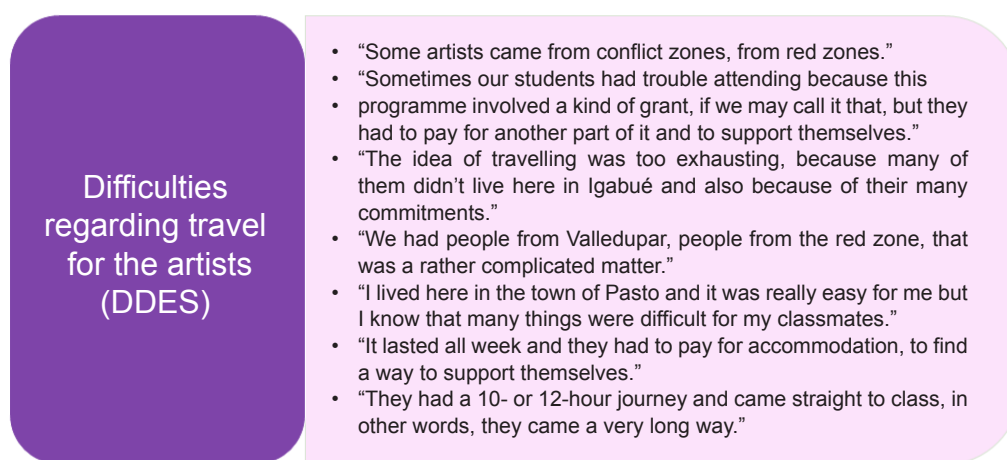 Difficulties
regarding travel
for the artists
(DDES)
• “Some artists came from conflict zones, from red zones.”
• “Sometimes our students had trouble attending because this
• programme involved a kind of grant, if we may call it that, but they
had to pay for another part of it and to support themselves.”
• “The idea of travelling was too exhausting, because many of
them didn’t live here in Igabué and also because of their many
commitments.”
• “We had people from Valledupar, people from the red zone, that
was a rather complicated matter.”
• “I lived here in the town of Pasto and it was really easy for me but
I know that many things were difficult for my classmates.”
• “It lasted all week and they had to pay for accommodation, to find
a way to support themselves.”
• “They had a 10- or 12-hour journey and came straight to class, in
other words, they came a very long way.”